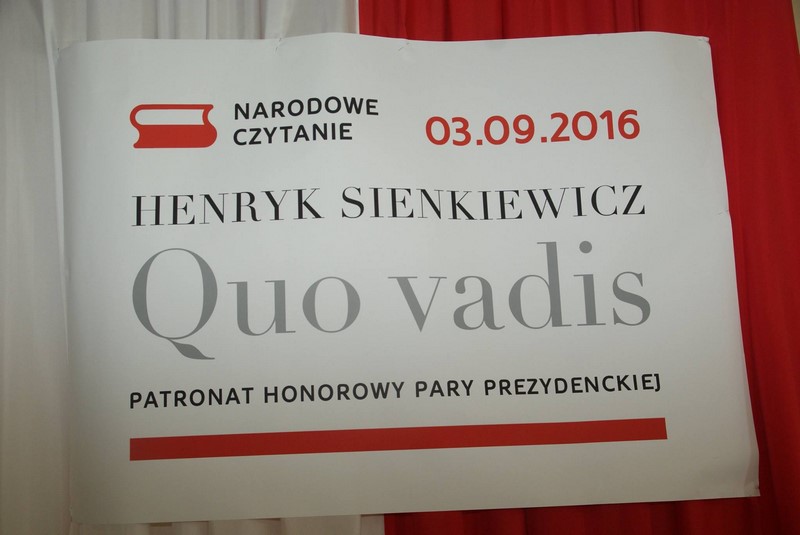 NARODOWE
CZYTANIE
03.09.2016
HENRYK SIENKIEWICZ
Quo vadis
PATRONAT HONOROWY PARY PREZYDENCKIEJ